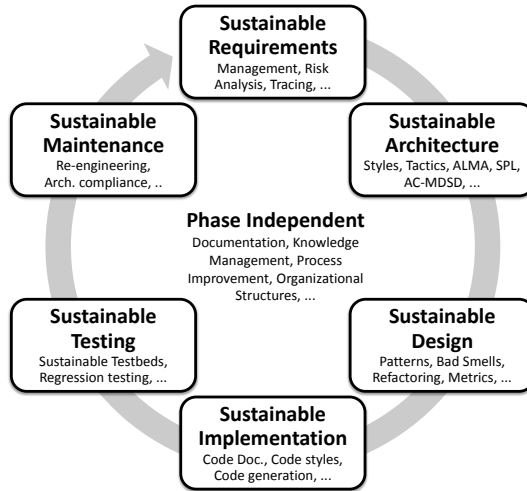 Sustainable
Requirements
Management, Risk
Analysis, Tracing, ...
Sustainable
Architecture
Styles, Tactics, ALMA, SPL,
AC-MDSD, ...
Sustainable
Design
Patterns, Bad Smells,
Refactoring, Metrics, ...
Sustainable
Implementation
Code Doc., Code styles,
Code generation, ...
Sustainable
Testing
Sustainable Testbeds,
Regression testing, ...
Sustainable
Maintenance
Re-engineering,
Arch. compliance, ..
Phase Independent
Documentation, Knowledge
Management, Process
Improvement, Organizational
Structures, ...